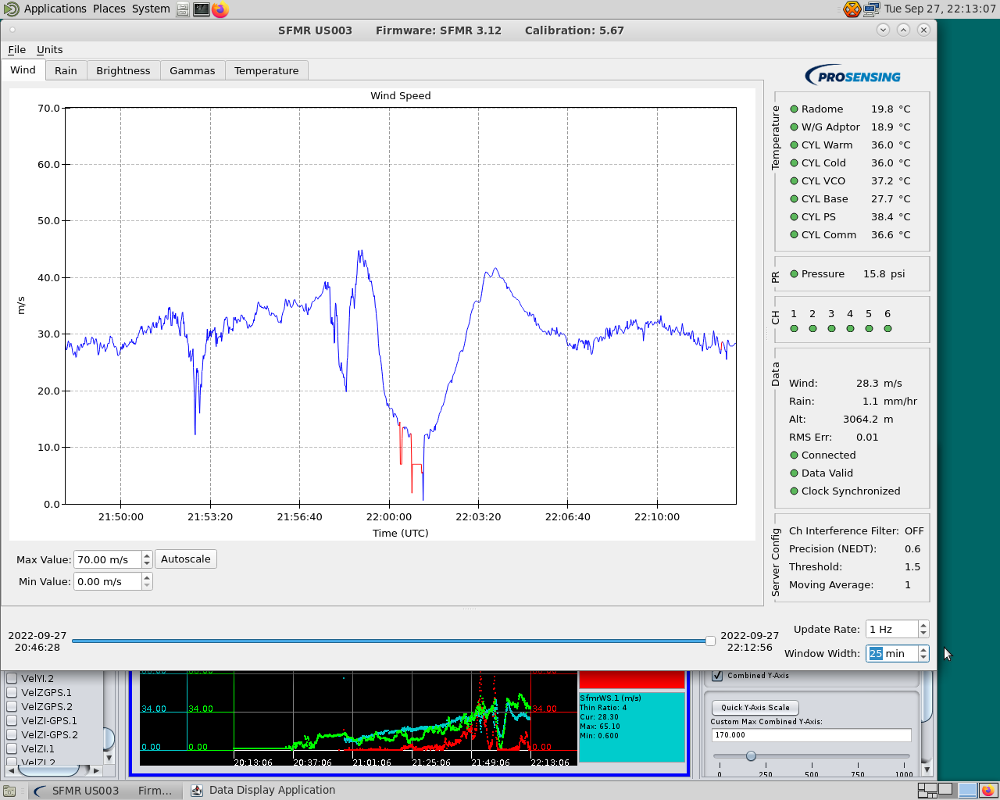 Applications Places System
Tue Sep 27, 22:13:07
SFMR US003 Firmware: SFMR 3.12 Calibration: 5.67
File Units
Wind Rain Brightness Gammas Temperature
PROSENSING
Wind Speed
70.0
60.0
50.0
40.0
30.0
20.0
10.0
0.0
m/s
21:50:00 21:53:20 21:56:40 22:00:00 22:03:20 22:06:40 22:10:00
Time (UTC)
Max Value: 70.00 m/s Autoscale
Min Value: 0.00 m/s
Temperature
Radome 19.8 °C
W/G Adptor 18.9 °C
CYL Warm 36.0 °C
CYL Cold 36.0 °C
CYL VCO 37.2 °C
CYL Base 27.7 °C
CYL PS 38.4 °C
CYL Comm 36.6 °C
PR
Pressure 15.8 psi
CH
1 2 3 4 5 6
Data
Wind: 28.3 m/s
Rain: 1.1 mm/hr
Alt: 3064.2 m
RMS Err: 0.01
Connected
Data Valid
Clock Synchronized
Server Config
Ch Interference Filter: OFF
Precision (NEDT): 0.6
Threshold: 1.5
Moving Average: 1
2022-09-27
20:46:28
2022-09-27
22:12:56
Update Rate: 1 Hz
Window Width: 25 min
VelYI.2
VelZGPS.1
VelZGPS.2
VelZI-GPS.1
VelZI-GPS.2
VelZI.1
VelZI.2
34.00 34.00 34.00
0.00 0.00 0.00
20:13:06 20:37:06 21:01:06 21:25:06 21:49:06 22:13:06
SfmrWS.1 (m/s)
Thin Ratio: 4
Cur: 28.30
Max: 65.10
Min: 0.600
Combined Y-Axis
Quick Y-Axis Scale
Custom Max Combined Y-Axis:
170.000
0 250 500 750 1000
SFMR US003 Firm...
Data Display Application